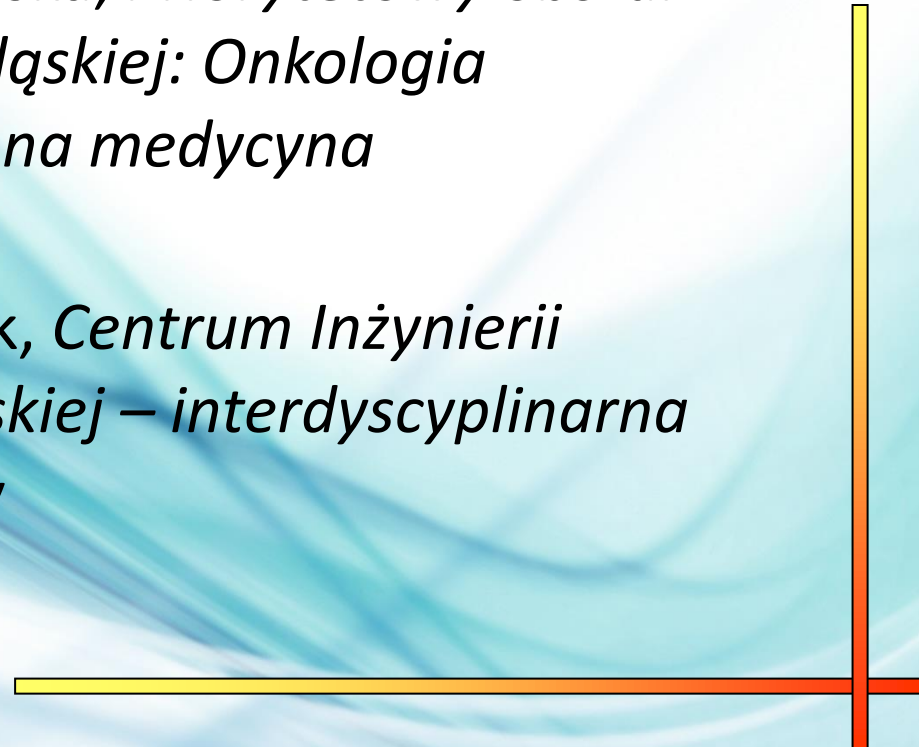 ląskiej: Onkologia
na medycyna
k, Centrum Inżynierii
skiej – interdyscyplinarna